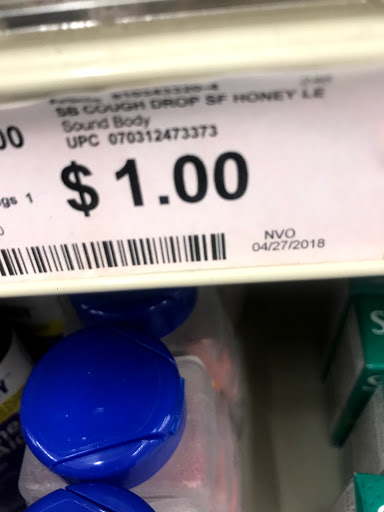 SB COUGH DROP SF HONEY LE
Sound Body
UPC 070312473373
00
$1.00
gs 1
NVO
04/27/2018